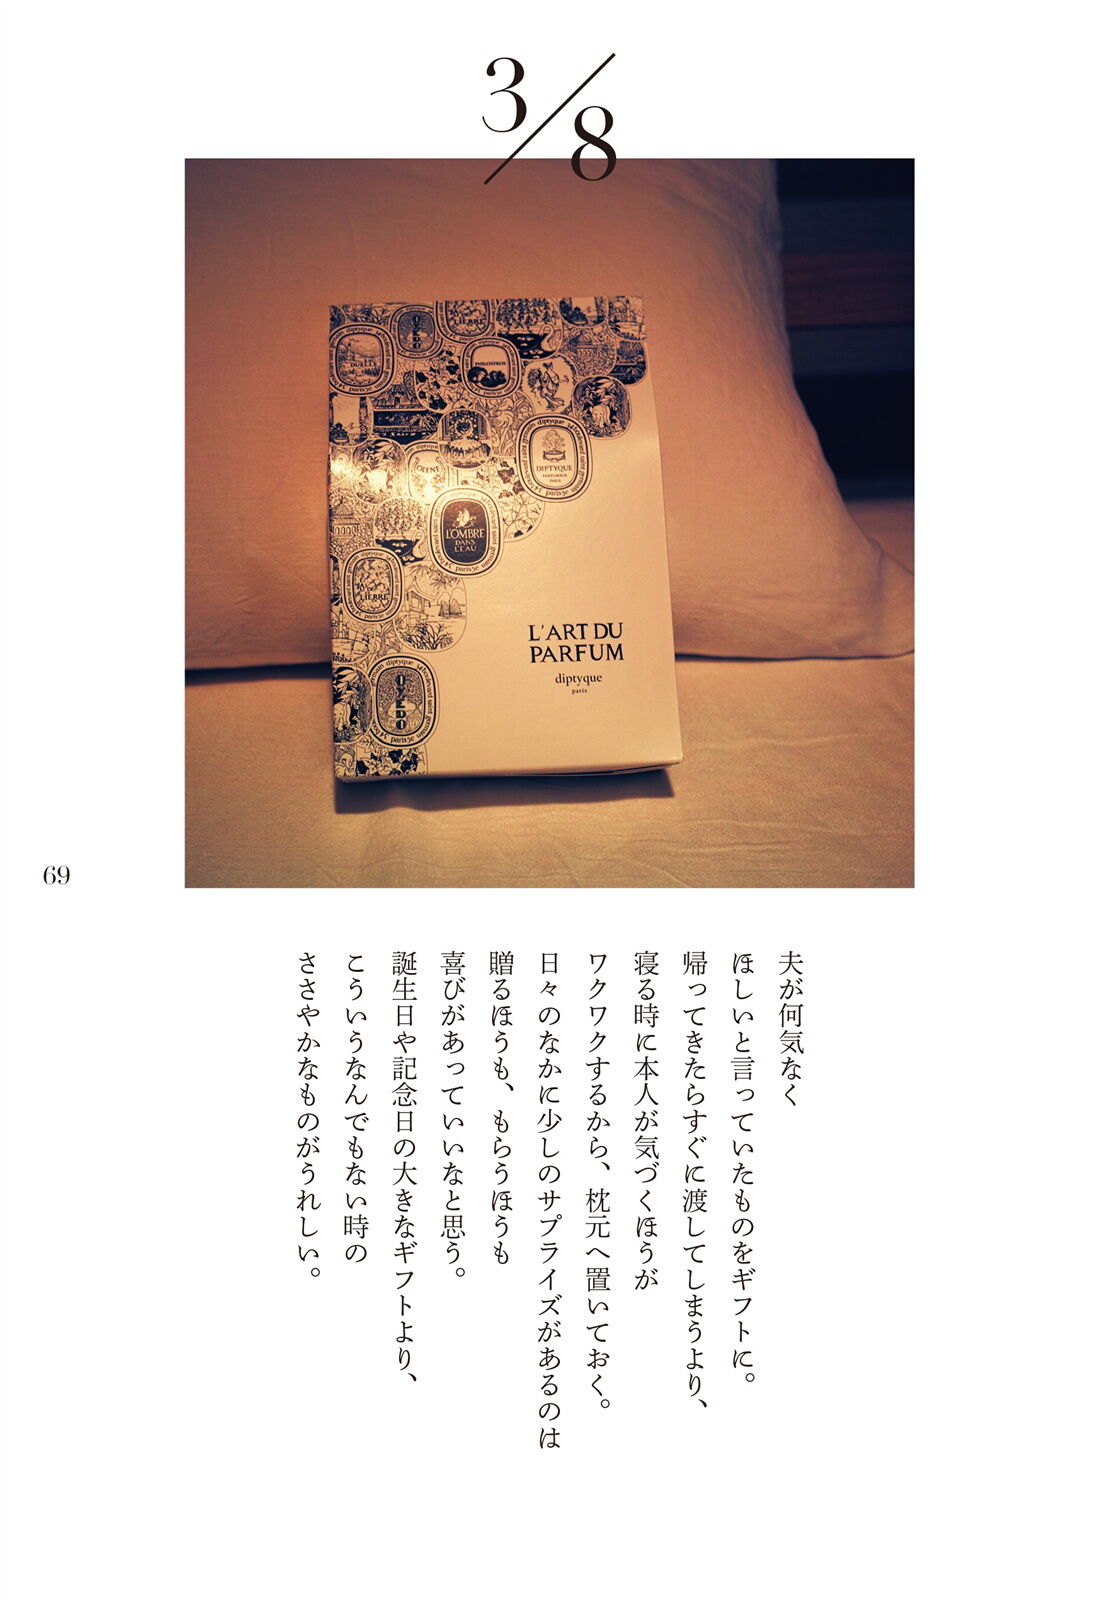 3/8
DUELLE
OYEDO
LIERRE
PHILOSYKOS
DIPTYQUE
PARFUMEUR
PARIS
OLENE
L'OMBRE
DANS
L'EAU
LIERRE
OYEDO
L'ART DU
PARFUM
diptyque
paris
69
夫が何気なく
ほしいと言っていたものをギフトに。
帰ってきたらすぐに渡してしまうより、
寝る時に本人が気づくほうが
ワクワクするから、枕元へ置いておく。
日々のなかに少しのサプライズがあるのは
贈るほうも、もらうほうも
喜びがあっていいなと思う。
誕生日や記念日の大きなギフトより、
こういうなんでもない時の
ささやかなものがうれしい。